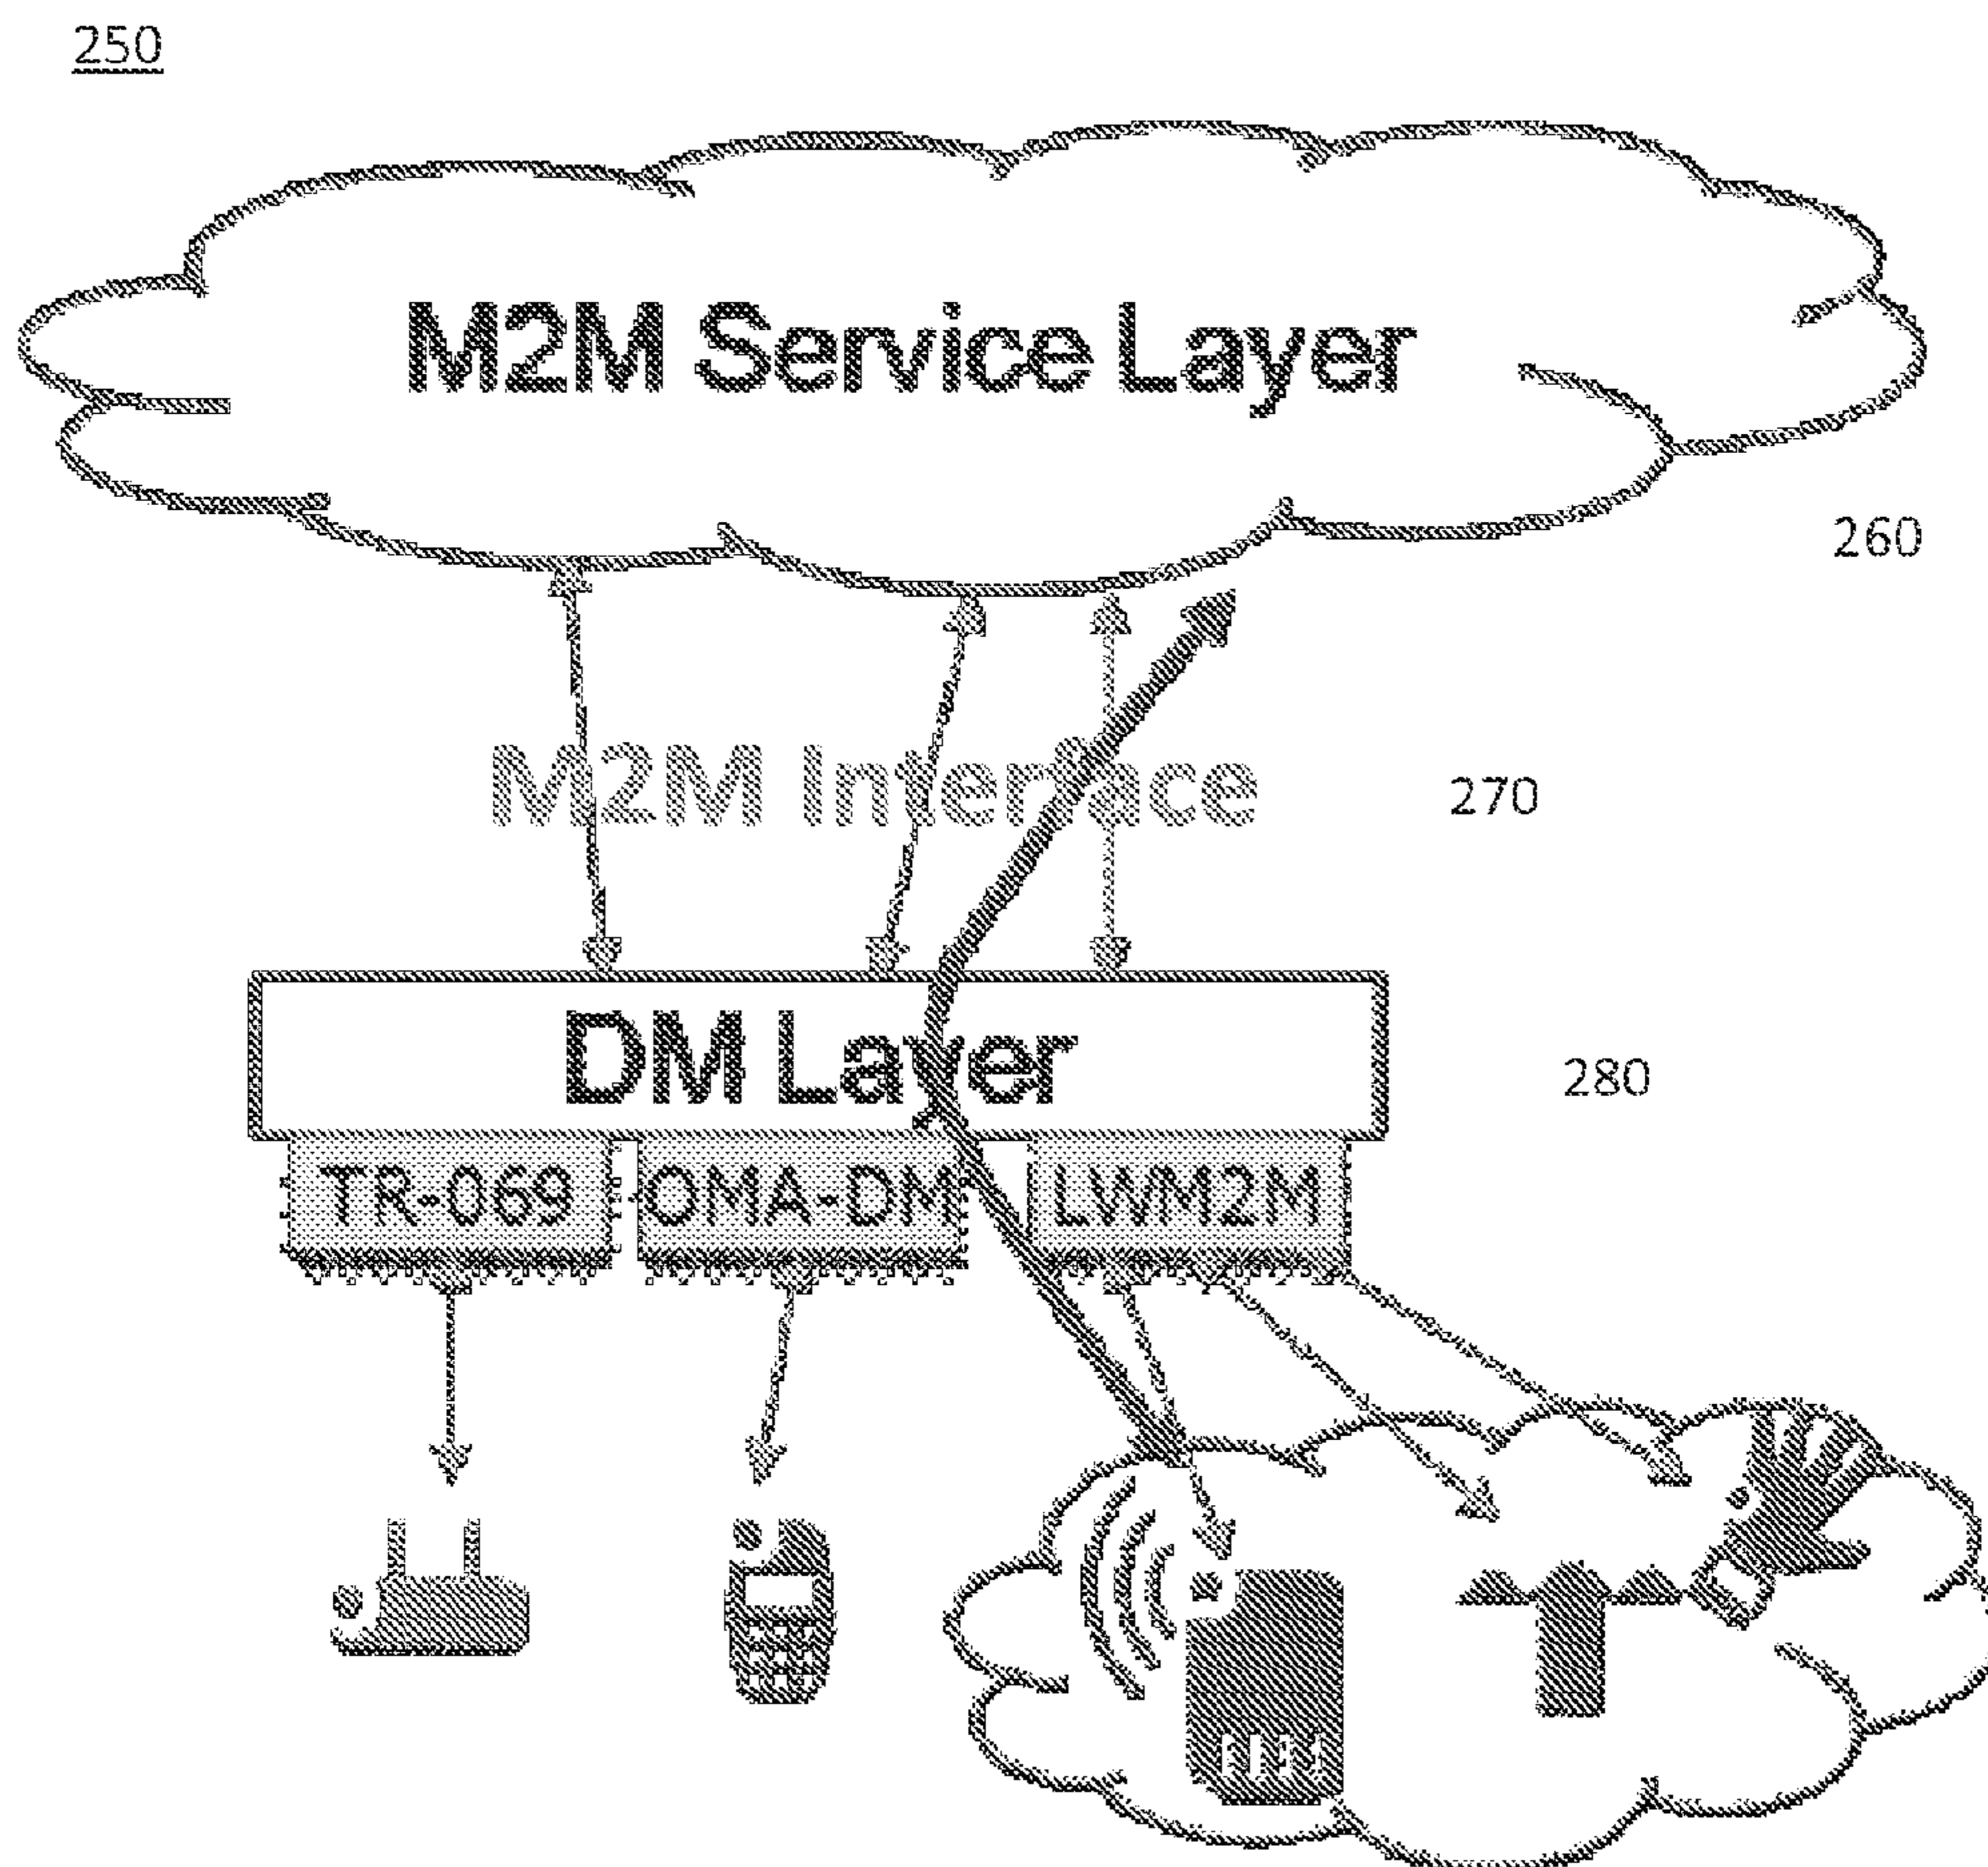 250
M2M Service Layer
260
M2M Interface
270
DM Layer
280
TR-069
OMA-DM
LWM2M